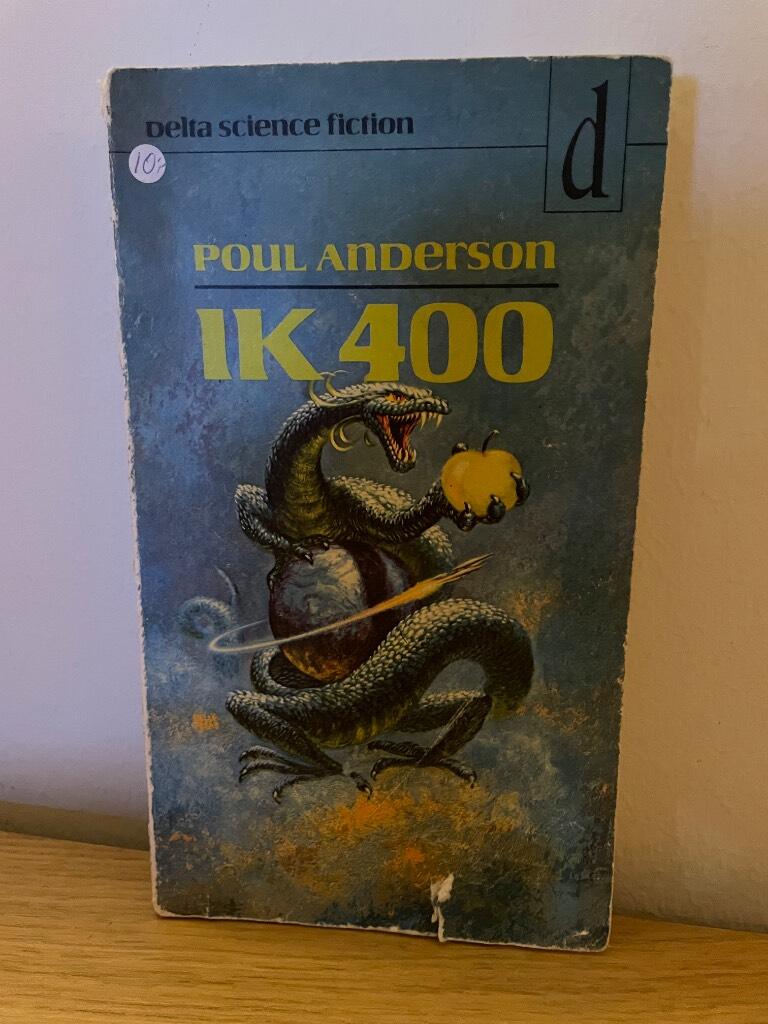 Delta science fiction
d
10:-
POUL ANDERSON
IK 400